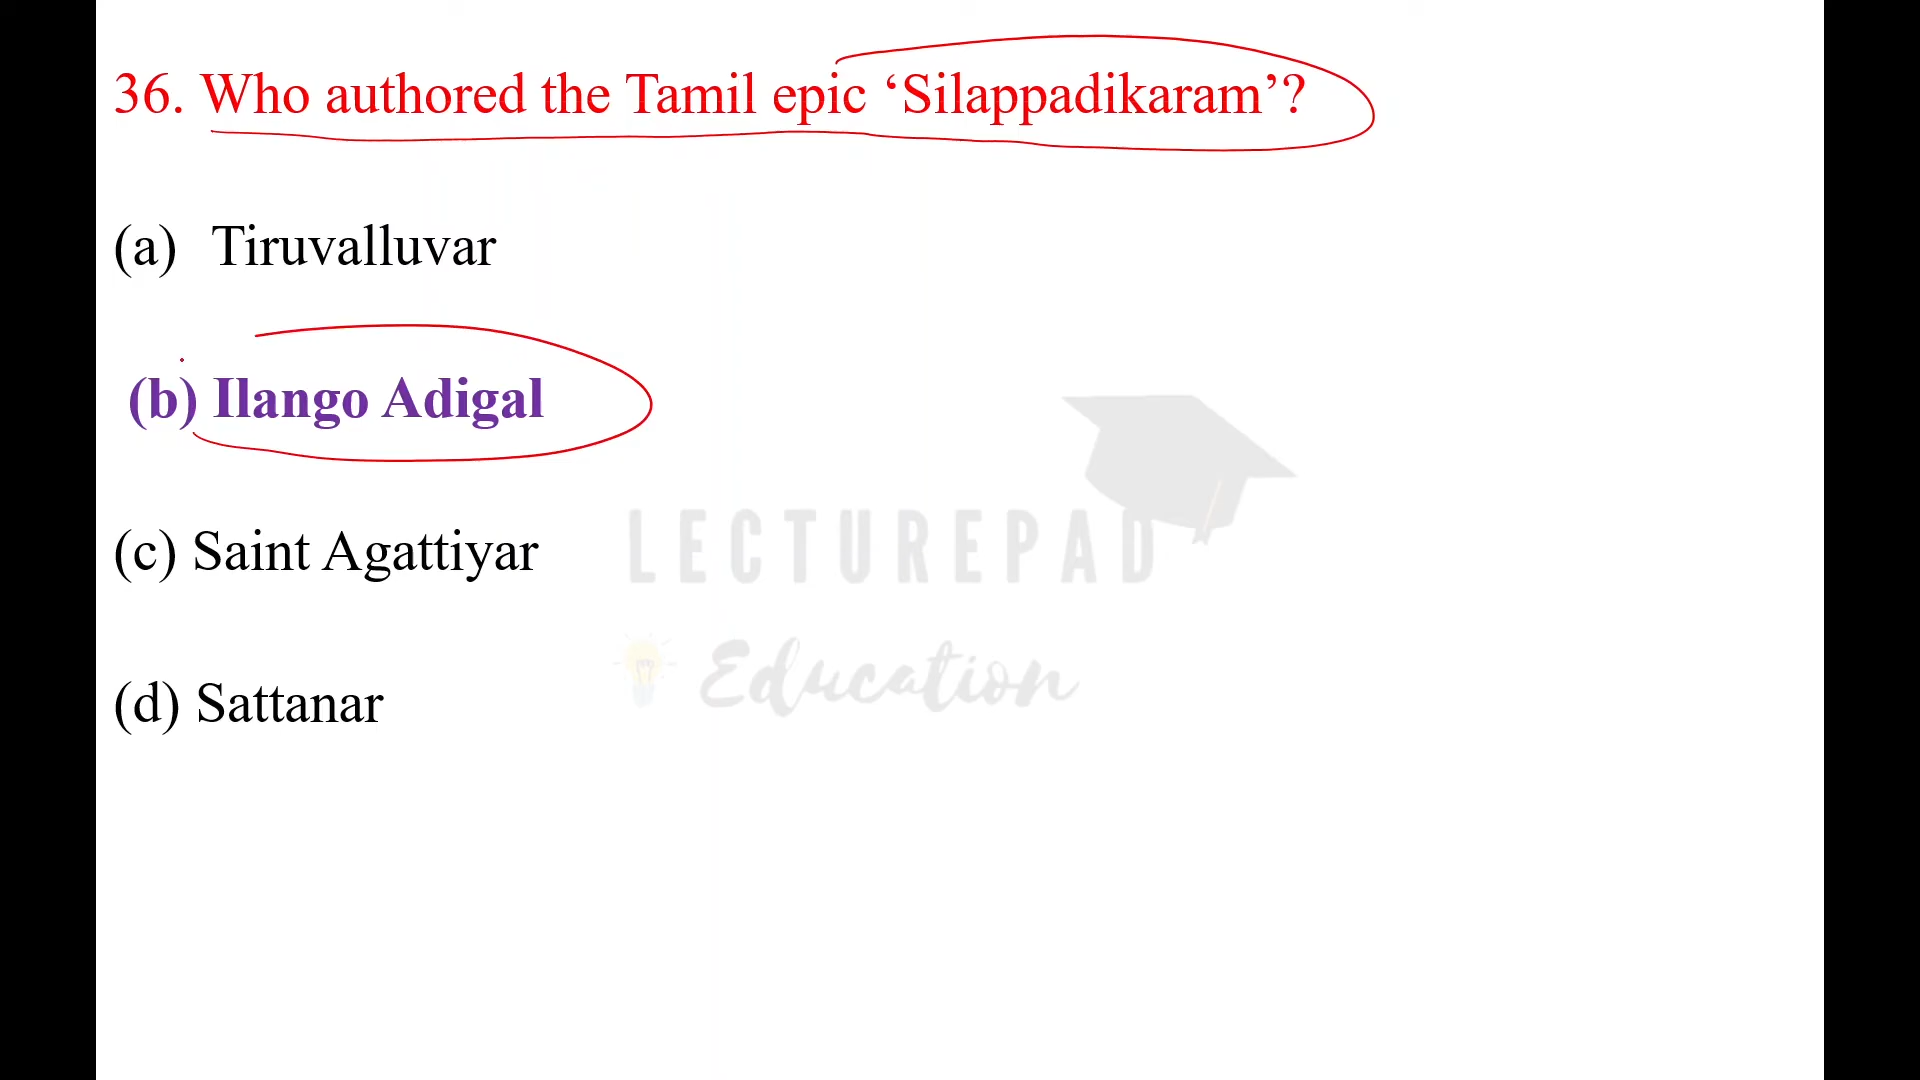 36. Who authored the Tamil epic ‘Silappadikaram’?
(a) Tiruvalluvar
(b) Ilango Adigal
(c) Saint Agattiyar
(d) Sattanar
LECTUREPAD
Education